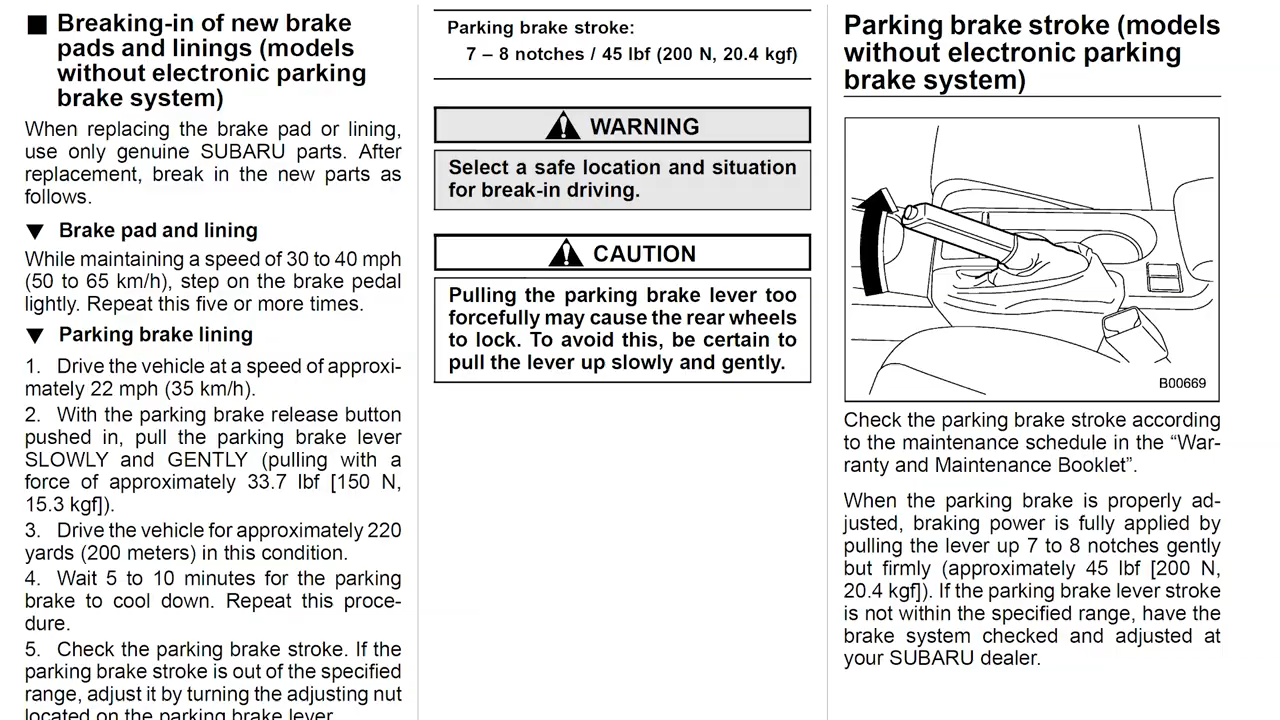 ■ Breaking-in of new brake
pads and linings (models
without electronic parking
brake system)
When replacing the brake pad or lining,
use only genuine SUBARU parts. After
replacement, break in the new parts as
follows.
▼ Brake pad and lining
While maintaining a speed of 30 to 40 mph
(50 to 65 km/h), step on the brake pedal
lightly. Repeat this five or more times.
▼ Parking brake lining
1. Drive the vehicle at a speed of approxi-
mately 22 mph (35 km/h).
2. With the parking brake release button
pushed in, pull the parking brake lever
SLOWLY and GENTLY (pulling with a
force of approximately 33.7 lbf [150 N,
15.3 kgf]).
3. Drive the vehicle for approximately 220
yards (200 meters) in this condition.
4. Wait 5 to 10 minutes for the parking
brake to cool down. Repeat this proce-
dure.
5. Check the parking brake stroke. If the
parking brake stroke is out of the specified
range, adjust it by turning the adjusting nut
located on the parking brake lever.
Parking brake stroke:
7 – 8 notches / 45 lbf (200 N, 20.4 kgf)
WARNING
Select a safe location and situation
for break-in driving.
CAUTION
Pulling the parking brake lever too
forcefully may cause the rear wheels
to lock. To avoid this, be certain to
pull the lever up slowly and gently.
Parking brake stroke (models
without electronic parking
brake system)
B00669
Check the parking brake stroke according
to the maintenance schedule in the “War-
ranty and Maintenance Booklet”.
When the parking brake is properly ad-
justed, braking power is fully applied by
pulling the lever up 7 to 8 notches gently
but firmly (approximately 45 lbf [200 N,
20.4 kgf]). If the parking brake lever stroke
is not within the specified range, have the
brake system checked and adjusted at
your SUBARU dealer.